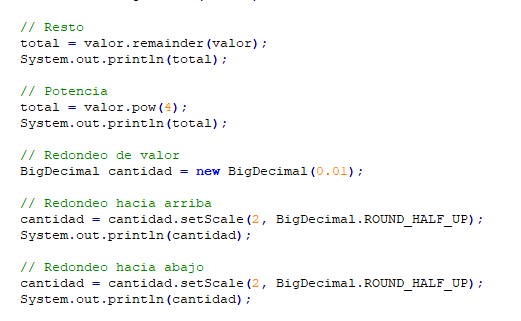 // Resto
total = valor.remainder(valor);
System.out.println(total);
// Potencia
total = valor.pow(4);
System.out.println(total);
// Redondeo de valor
BigDecimal cantidad = new BigDecimal(0.01);
// Redondeo hacia arriba
cantidad = cantidad.setScale(2, BigDecimal.ROUND_HALF_UP);
System.out.println(cantidad);
// Redondeo hacia abajo
cantidad = cantidad.setScale(2, BigDecimal.ROUND_HALF_UP);
System.out.println(cantidad);